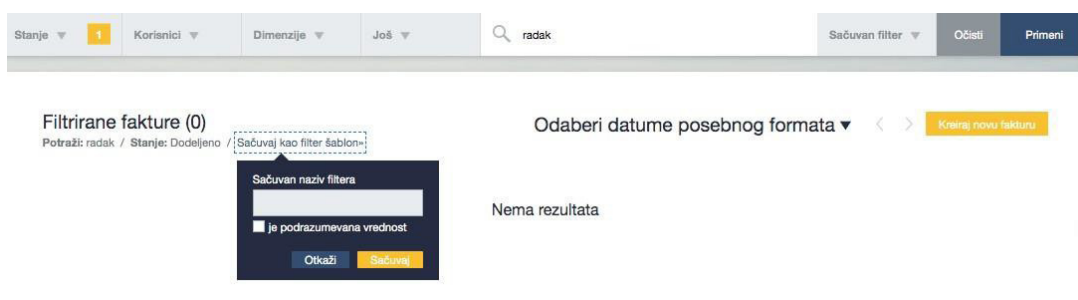 Stanje 1 Korisnici Dimenzije Još radak Sačuvan filter Očisti Primeni
Filtrirane fakture (0)
Odaberi datume posebnog formata
Kreiraj novu fakturu
Potraži: radak / Stanje: Dodeljeno / Sačuvaj kao filter šablon»
Sačuvan naziv filtera
je podrazumevana vrednost
Otkaži Sačuvaj
Nema rezultata